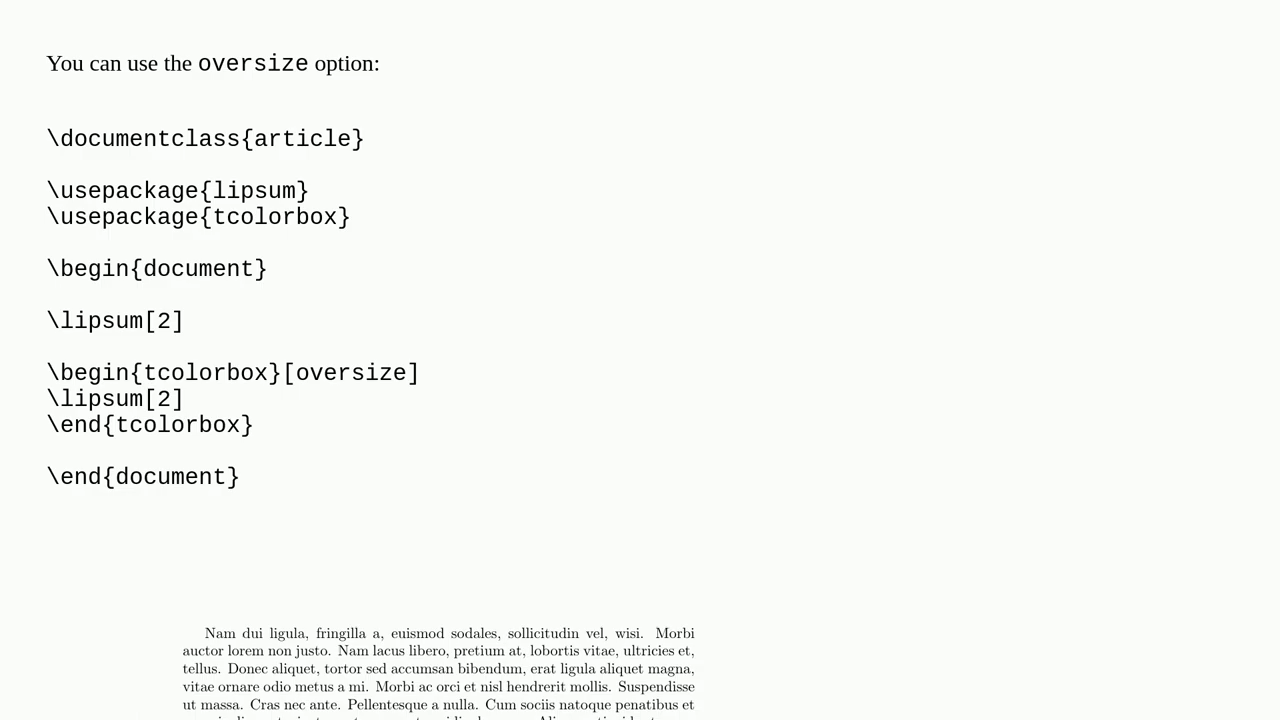 You can use the oversize option:
\documentclass{article}
\usepackage{lipsum}
\usepackage{tcolorbox}
\begin{document}
\lipsum[2]
\begin{tcolorbox}[oversize]
\lipsum[2]
\end{tcolorbox}
\end{document}
Nam dui ligula, fringilla a, euismod sodales, sollicitudin vel, wisi. Morbi
auctor lorem non justo. Nam lacus libero, pretium at, lobortis vitae, ultricies et,
tellus. Donec aliquet, tortor sed accumsan bibendum, erat ligula aliquet magna,
vitae ornare odio metus a mi. Morbi ac orci et nisl hendrerit mollis. Suspendisse
ut massa. Cras nec ante. Pellentesque a nulla. Cum sociis natoque penatibus et